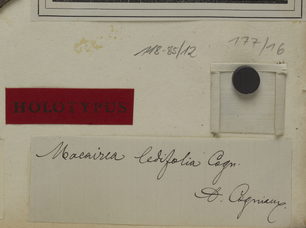 118-85/12
177/16
HOLOTYPUS
Macairea ledifolia Cogn.
A. Cogniaux